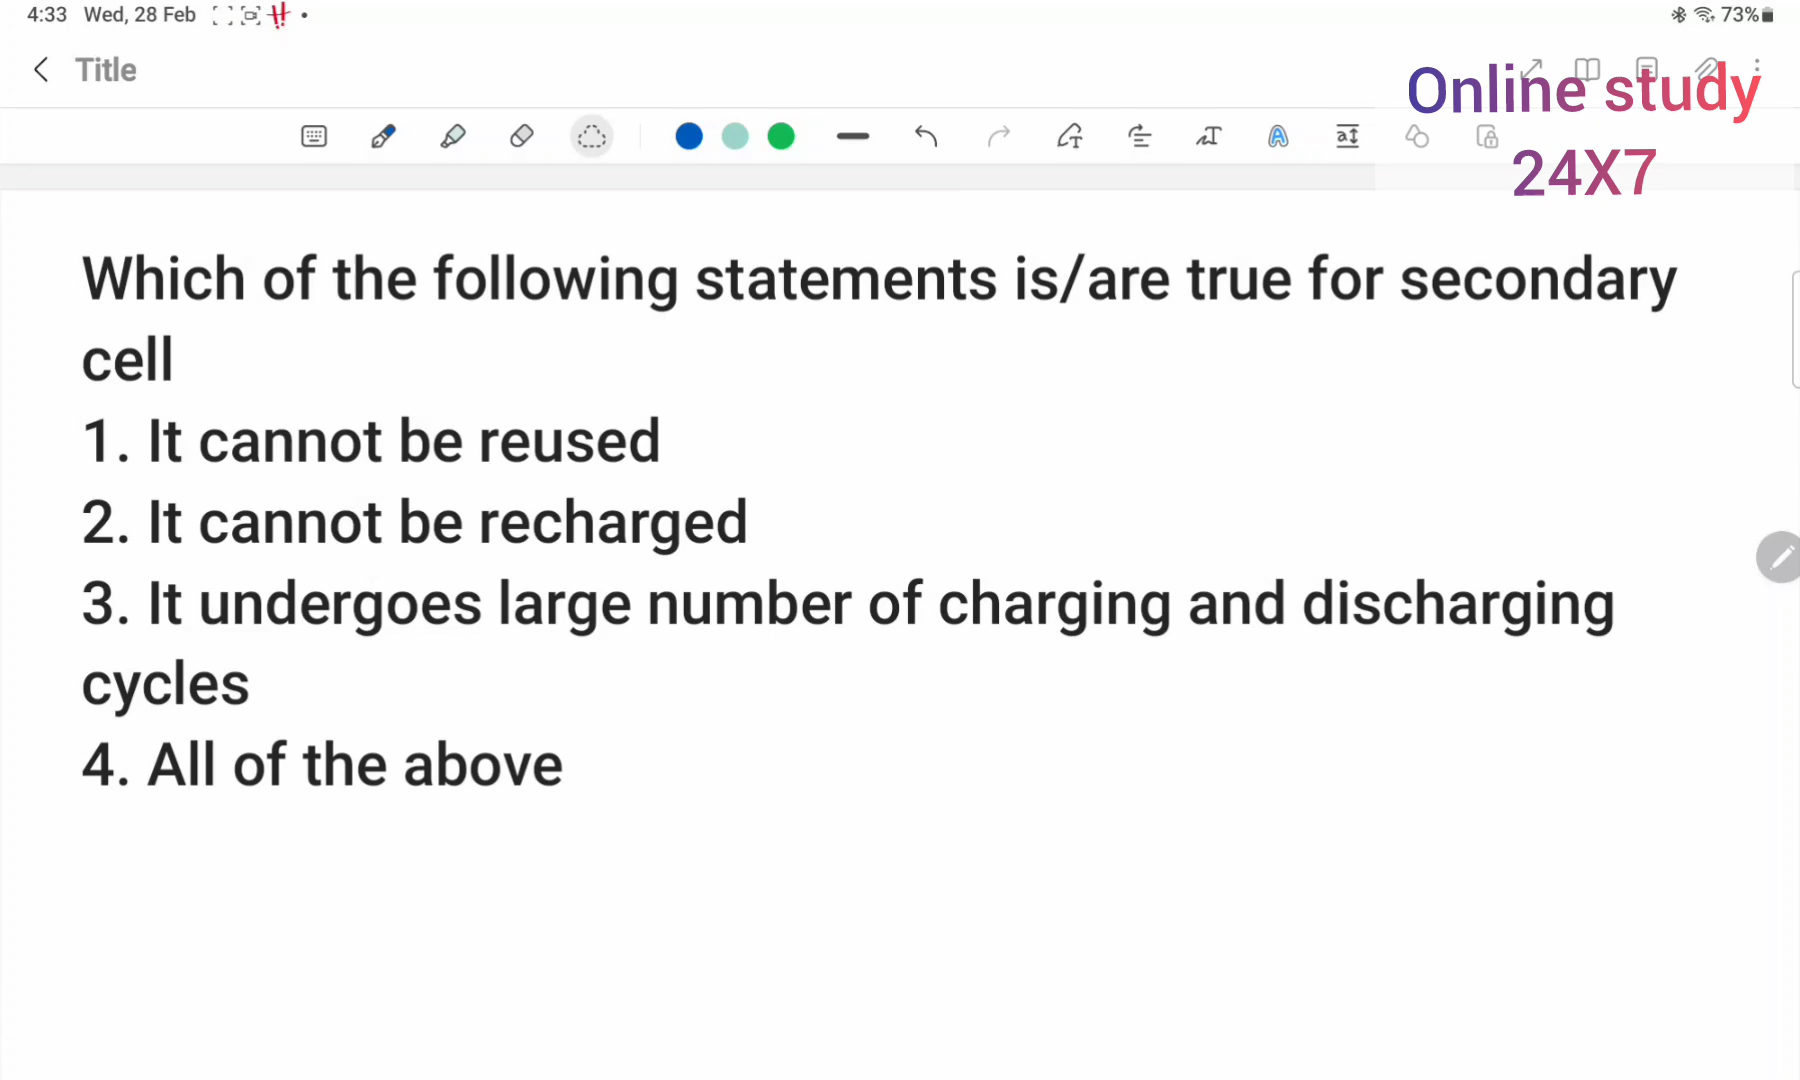 4:33 Wed, 28 Feb
73%
Title
Online study
24X7
Which of the following statements is/are true for secondary
cell
1. It cannot be reused
2. It cannot be recharged
3. It undergoes large number of charging and discharging
cycles
4. All of the above